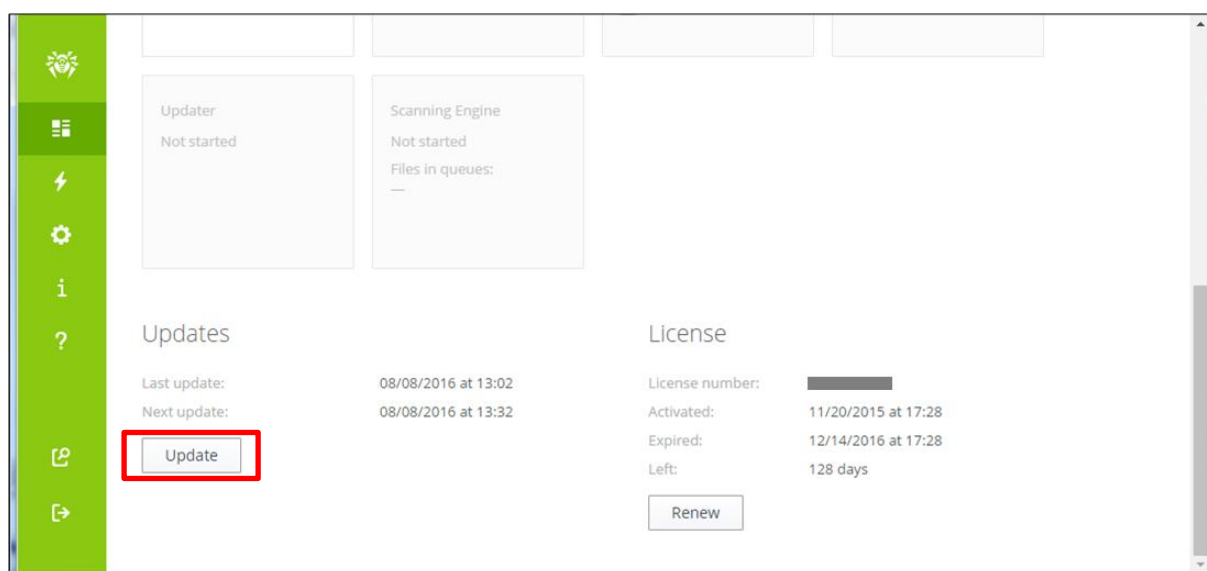 Updater
Not started
Scanning Engine
Not started
Files in queues:
—
Updates
Last update: 08/08/2016 at 13:02
Next update: 08/08/2016 at 13:32
Update
License
License number:
Activated: 11/20/2015 at 17:28
Expired: 12/14/2016 at 17:28
Left: 128 days
Renew